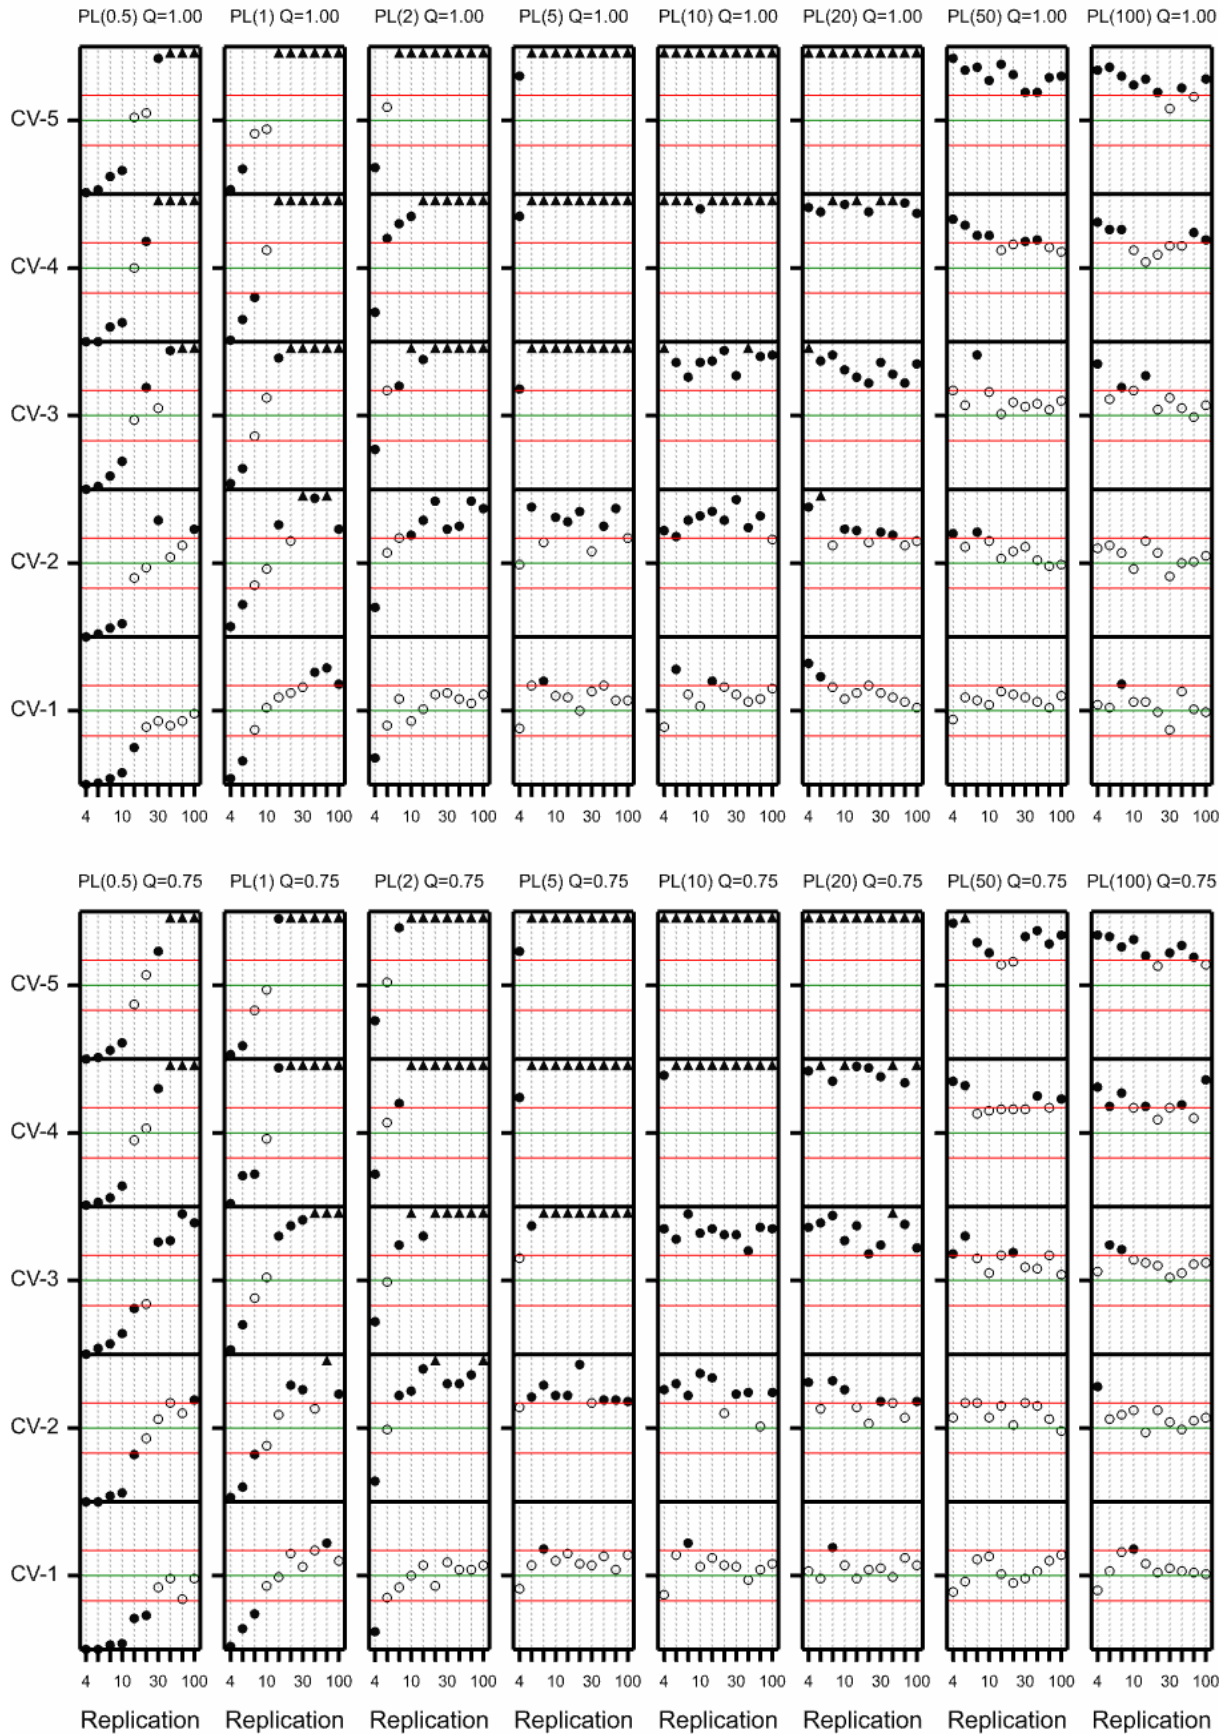 PL(0.5) Q=1.00 PL(1) Q=1.00 PL(2) Q=1.00 PL(5) Q=1.00 PL(10) Q=1.00 PL(20) Q=1.00 PL(50) Q=1.00 PL(100) Q=1.00
CV-5
CV-4
CV-3
CV-2
CV-1
4 10 30 100 4 10 30 100 4 10 30 100 4 10 30 100 4 10 30 100 4 10 30 100 4 10 30 100 4 10 30 100
PL(0.5) Q=0.75 PL(1) Q=0.75 PL(2) Q=0.75 PL(5) Q=0.75 PL(10) Q=0.75 PL(20) Q=0.75 PL(50) Q=0.75 PL(100) Q=0.75
CV-5
CV-4
CV-3
CV-2
CV-1
4 10 30 100 4 10 30 100 4 10 30 100 4 10 30 100 4 10 30 100 4 10 30 100 4 10 30 100 4 10 30 100
Replication Replication Replication Replication Replication Replication Replication Replication